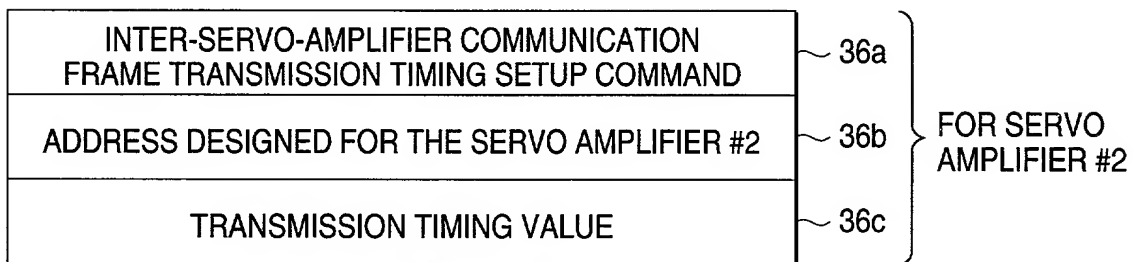 INTER-SERVO-AMPLIFIER COMMUNICATION
FRAME TRANSMISSION TIMING SETUP COMMAND
36a
ADDRESS DESIGNED FOR THE SERVO AMPLIFIER #2
36b
TRANSMISSION TIMING VALUE
36c
FOR SERVO
AMPLIFIER #2